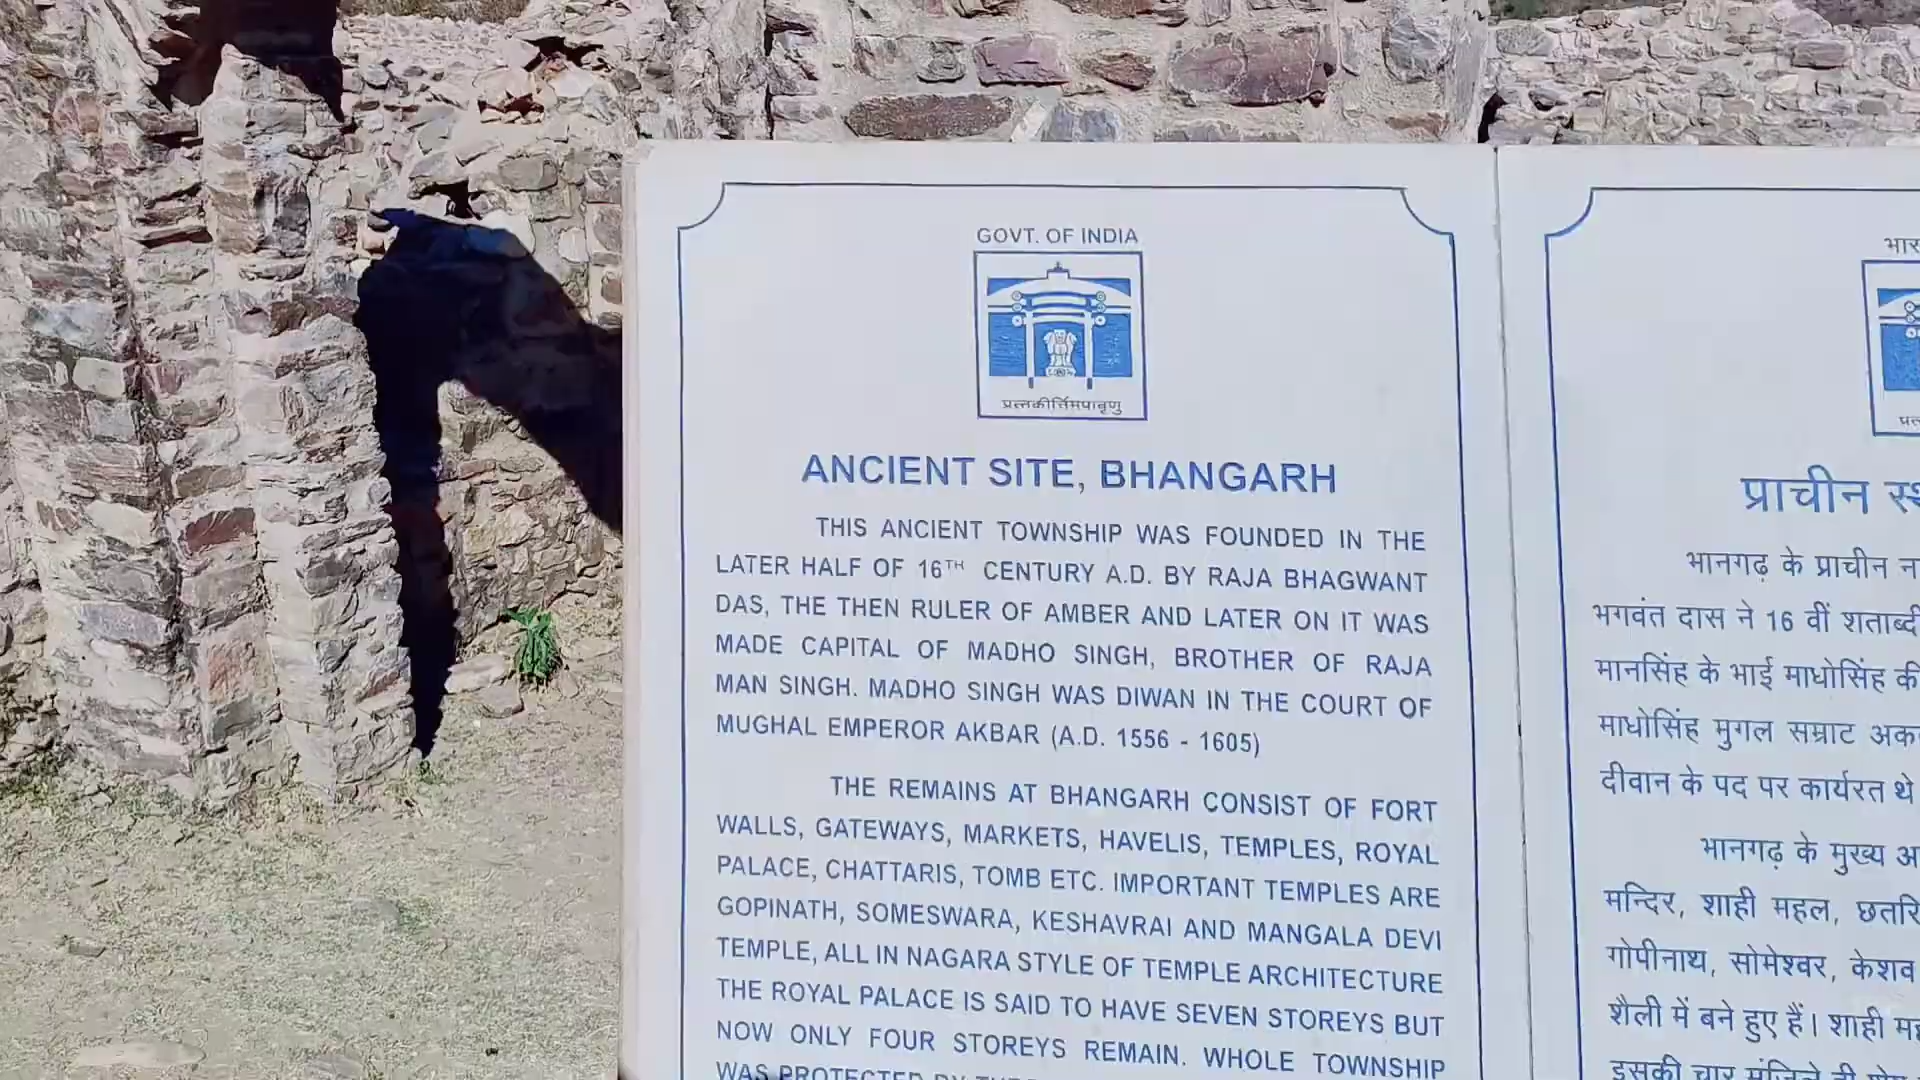 GOVT. OF INDIA
प्रत्नकीर्त्तिमपावृणु
ANCIENT SITE, BHANGARH
THIS ANCIENT TOWNSHIP WAS FOUNDED IN THE
LATER HALF OF 16TH CENTURY A.D. BY RAJA BHAGWANT
DAS, THE THEN RULER OF AMBER AND LATER ON IT WAS
MADE CAPITAL OF MADHO SINGH, BROTHER OF RAJA
MAN SINGH. MADHO SINGH WAS DIWAN IN THE COURT OF
MUGHAL EMPEROR AKBAR (A.D. 1556 - 1605)
THE REMAINS AT BHANGARH CONSIST OF FORT
WALLS, GATEWAYS, MARKETS, HAVELIS, TEMPLES, ROYAL
PALACE, CHATTARIS, TOMB ETC. IMPORTANT TEMPLES ARE
GOPINATH, SOMESWARA, KESHAVRAI AND MANGALA DEVI
TEMPLE, ALL IN NAGARA STYLE OF TEMPLE ARCHITECTURE
THE ROYAL PALACE IS SAID TO HAVE SEVEN STOREYS BUT
NOW ONLY FOUR STOREYS REMAIN. WHOLE TOWNSHIP
WAS PROTECTED BY
प्राचीन
भानगढ़ के प्राचीन
भगवंत दास ने 16 वीं शताब्दी
मानसिंह के भाई माधोसिंह की
माधोसिंह मुगल सम्राट
दीवान के पद पर कार्यरत थे
भानगढ़ के मुख्य
मन्दिर, शाही महल,
गोपीनाथ, सोमेश्वर,
शैली में बने हुए हैं। शाही
इसकी चार मंजिले ही